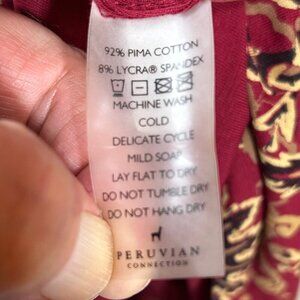 92% PIMA COTTON
8% LYCRA® SPANDEX
MACHINE WASH
COLD
DELICATE CYCLE
MILD SOAP
LAY FLAT TO DRY
DO NOT TUMBLE DRY
DO NOT HANG DRY
PERUVIAN
CONNECTION